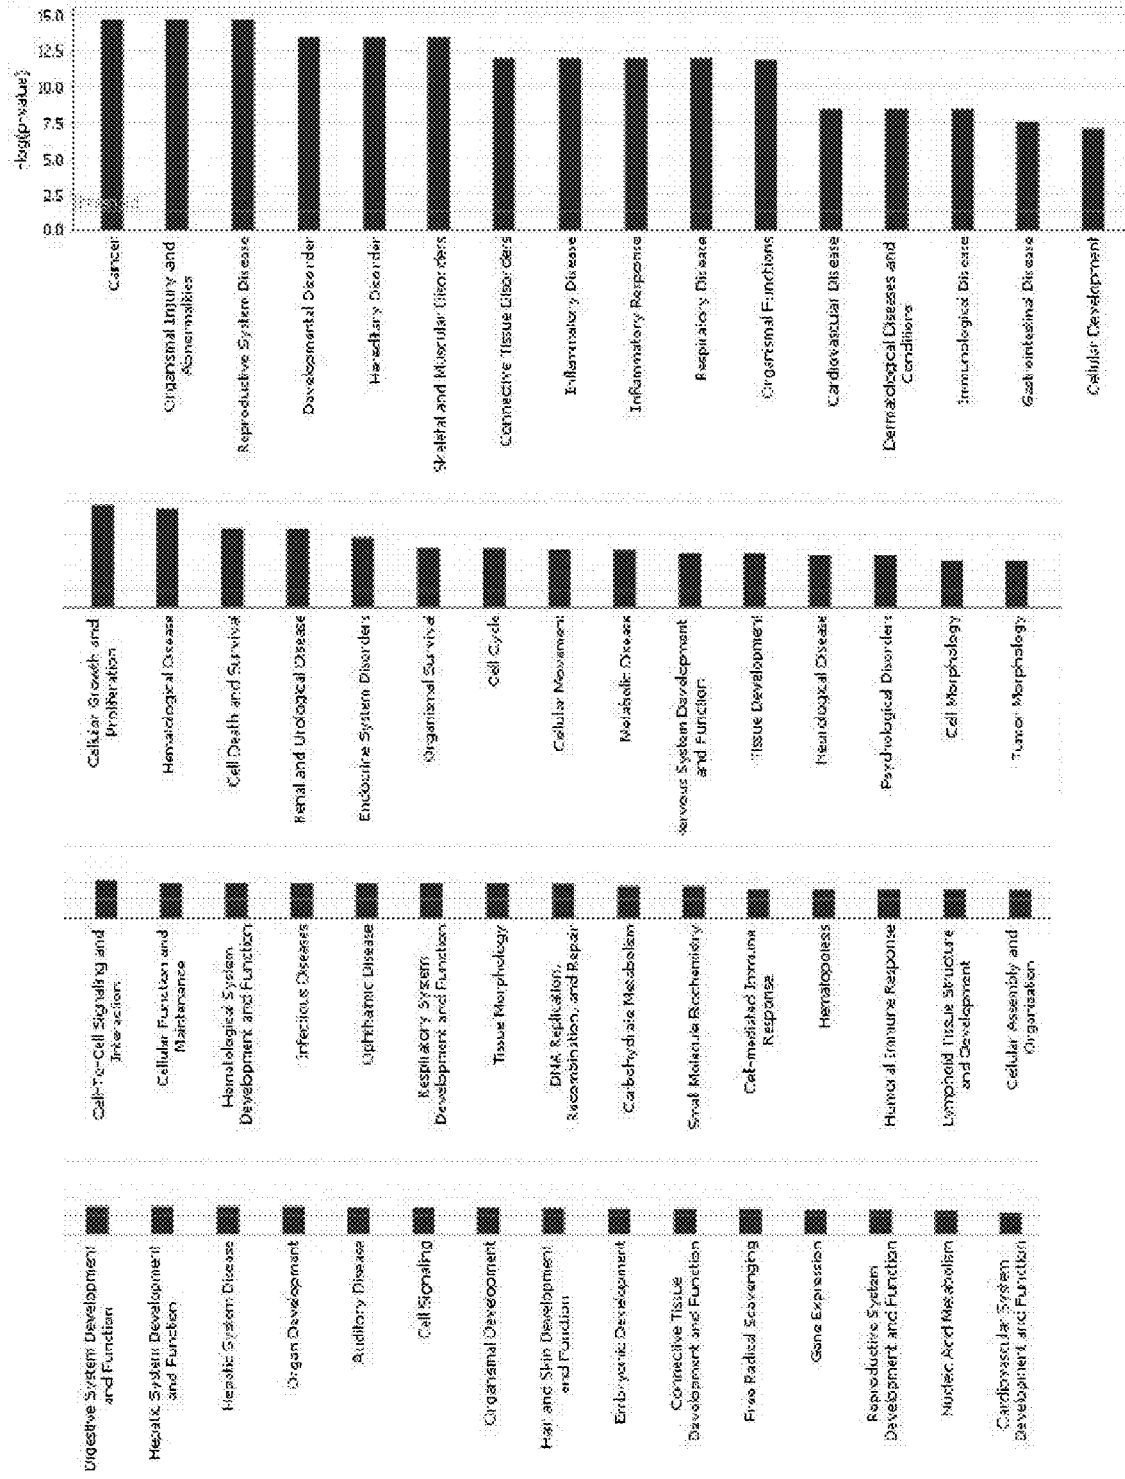 15.0
12.5
10.0
7.5
5.0
2.5
0.0
-log(p-value)
Cancer
Organismal Injury and
Abnormalities
Reproductive System Disease
Developmental Disorder
Hereditary Disorder
Skeletal and Muscular Disorders
Connective Tissue Disorders
Inflammatory Disease
Inflammatory Response
Respiratory Disease
Organismal Functions
Cardiovascular Disease
Dermatological Diseases and
Conditions
Immunological Disease
Gastrointestinal Disease
Cellular Development
Cellular Growth and
Proliferation
Hematological Disease
Cell Death and Survival
Renal and Urological Disease
Endocrine System Disorders
Organismal Survival
Cell Cycle
Cellular Movement
Metabolic Disease
Nervous System Development
and Function
Tissue Development
Neurological Disease
Psychological Disorders
Cell Morphology
Tumor Morphology
Cell-To-Cell Signaling and
Interaction
Cellular Function and
Maintenance
Hematological System
Development and Function
Infectious Diseases
Ophthalmic Disease
Respiratory System
Development and Function
Tissue Morphology
DNA Replication,
Recombination, and Repair
Carbohydrate Metabolism
Small Molecule Biochemistry
Cell-mediated Immune
Response
Hematopoiesis
Humoral Immune Response
Lymphoid Tissue Structure
and Development
Cellular Assembly and
Organization
Digestive System Development
and Function
Hepatic System Development
and Function
Hepatic System Disease
Organ Development
Auditory Disease
Cell Signaling
Organismal Development
Hair and Skin Development
and Function
Embryonic Development
Connective Tissue
Development and Function
Free Radical Scavenging
Gene Expression
Reproductive System
Development and Function
Nucleic Acid Metabolism
Cardiovascular System
Development and Function